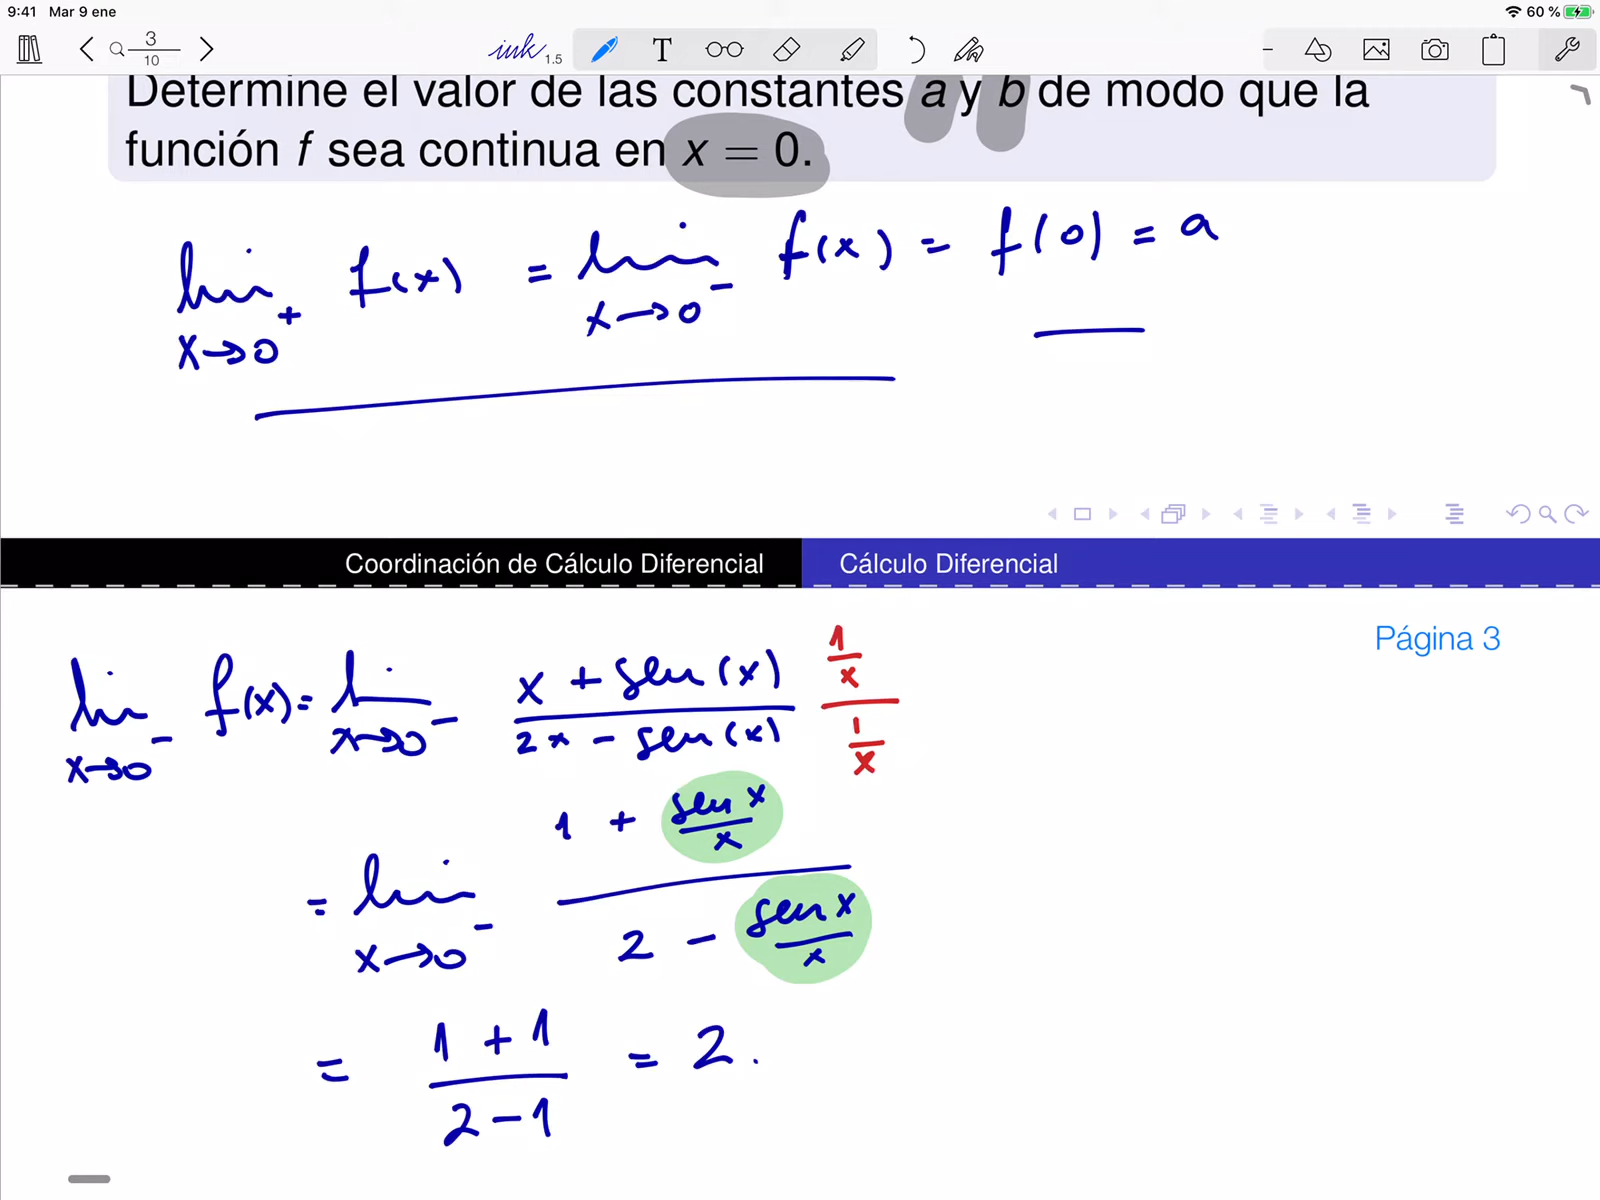 9:41 Mar 9 ene 60 %
3
10
ink 1.5 T
Determine el valor de las constantes a y b de modo que la
función f sea continua en x = 0.
lim x→0⁺ f(x) = lim x→0⁻ f(x) = f(0) = a
Coordinación de Cálculo Diferencial Cálculo Diferencial
Página 3
lim x→0⁻ f(x) = lim x→0⁻ (x + sen(x))/(2x − sen(x)) (1/x)/(1/x)
= lim x→0⁻ (1 + sen x/x)/(2 − sen x/x)
= (1 + 1)/(2 − 1) = 2.